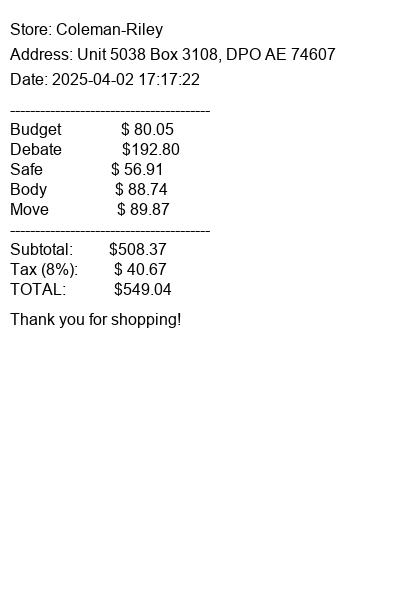 Store: Coleman-Riley
Address: Unit 5038 Box 3108, DPO AE 74607
Date: 2025-04-02 17:17:22
----------------------------------------
Budget $ 80.05
Debate $192.80
Safe $ 56.91
Body $ 88.74
Move $ 89.87
----------------------------------------
Subtotal: $508.37
Tax (8%): $ 40.67
TOTAL: $549.04
Thank you for shopping!